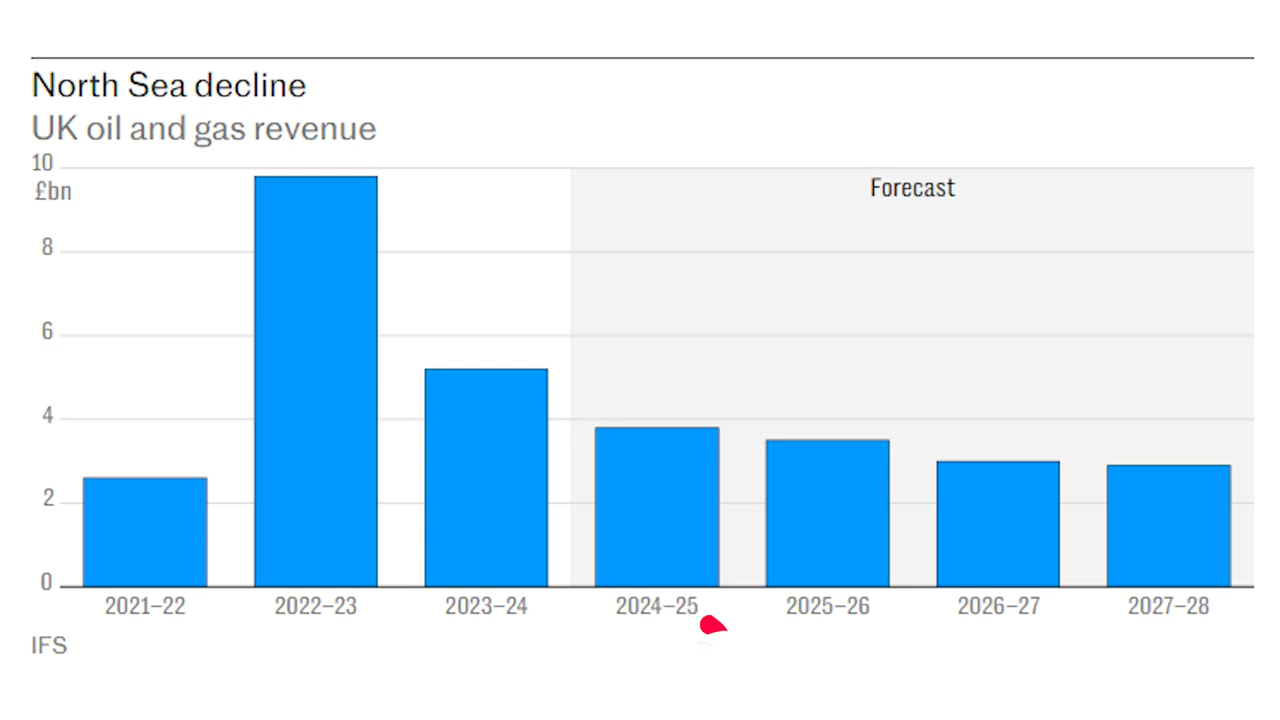 North Sea decline
UK oil and gas revenue
10
£bn
Forecast
8
6
4
2
0
2021–22 2022–23 2023–24 2024–25 2025–26 2026–27 2027–28
IFS